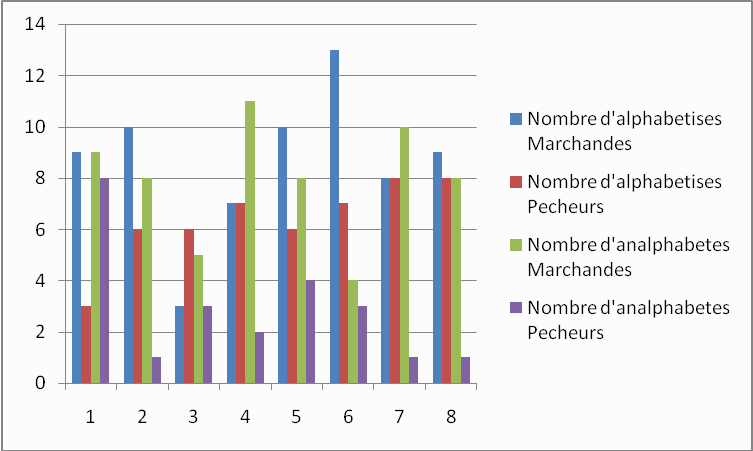 14
12
10
8
6
4
2
0
1 2 3 4 5 6 7 8
Nombre d'alphabetises
Marchandes
Nombre d'alphabetises
Pecheurs
Nombre d'analphabetes
Marchandes
Nombre d'analphabetes
Pecheurs